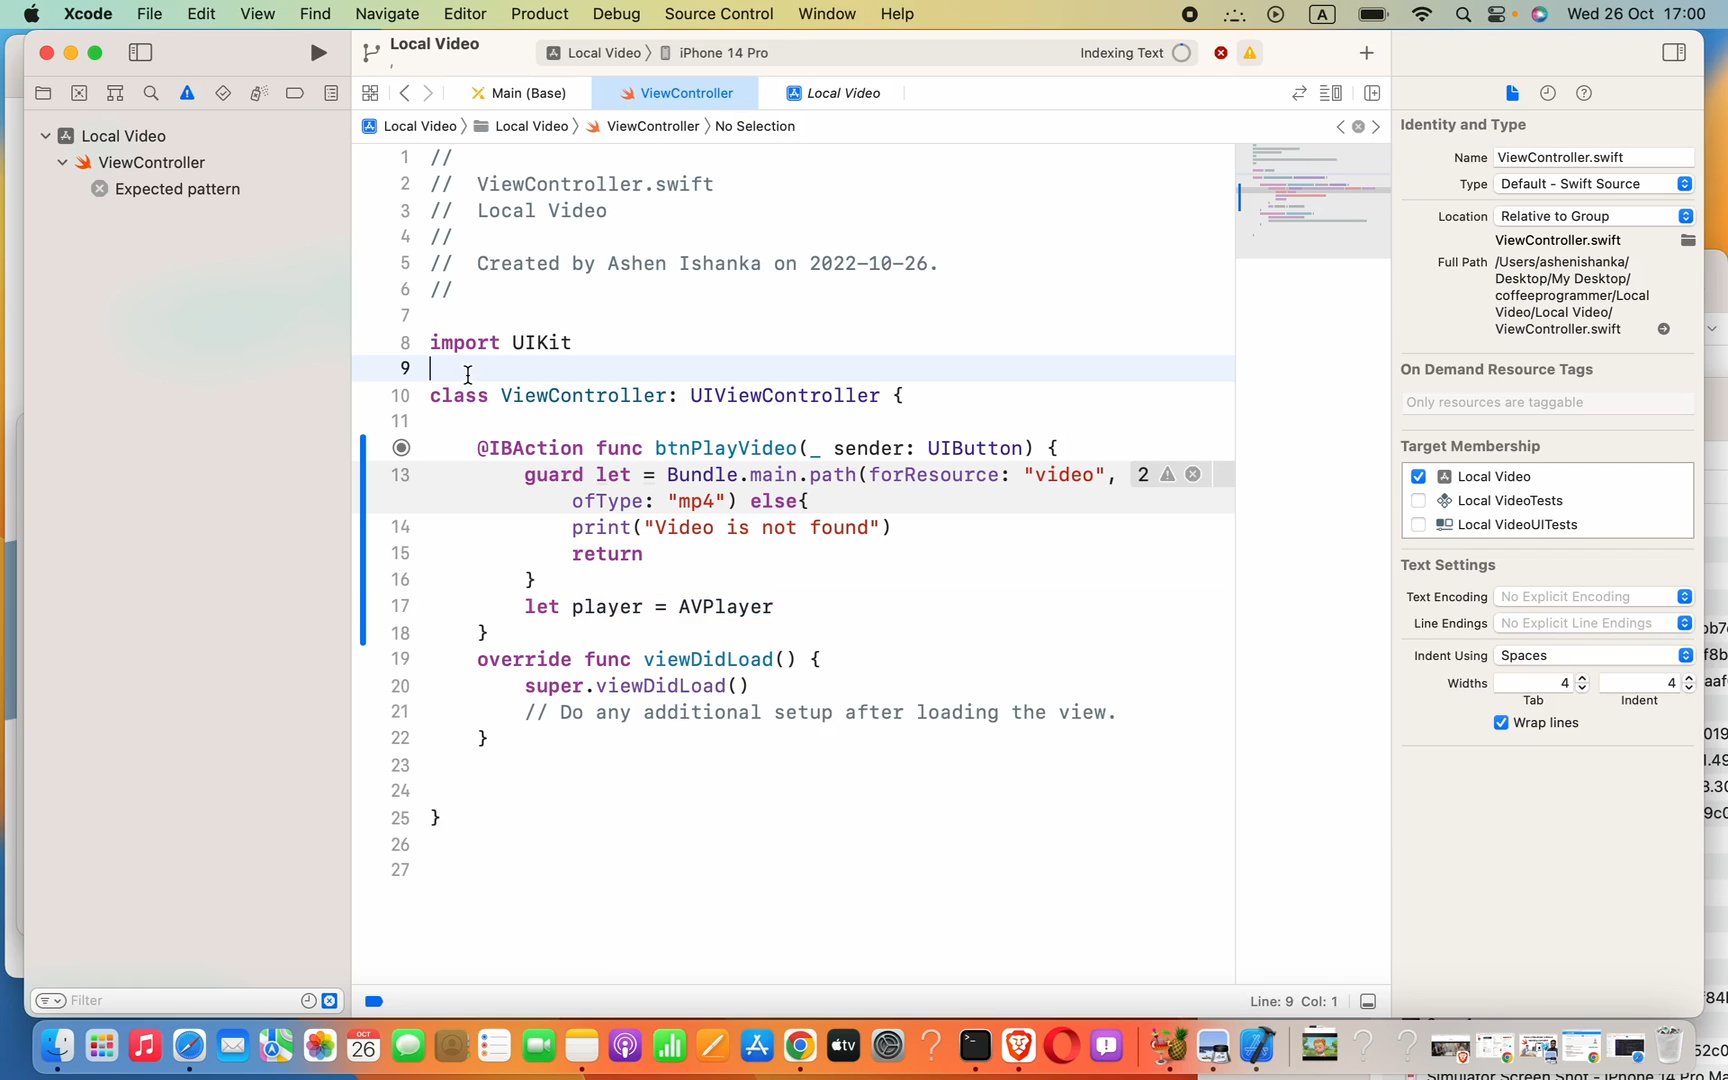 Xcode File Edit View Find Navigate Editor Product Debug Source Control Window Help A Wed 26 Oct 17:00
Local Video
Local Video 〉 iPhone 14 Pro
Indexing Text
Main (Base)
ViewController
Local Video
Local Video 〉 Local Video 〉 ViewController 〉 No Selection
Local Video
ViewController
Expected pattern
1 //
2 //  ViewController.swift
3 //  Local Video
4 //
5 //  Created by Ashen Ishanka on 2022-10-26.
6 //
7
8 import UIKit
9
10 class ViewController: UIViewController {
11
@IBAction func btnPlayVideo(_ sender: UIButton) {
13 guard let = Bundle.main.path(forResource: "video", 2
ofType: "mp4") else{
14 print("Video is not found")
15 return
16 }
17 let player = AVPlayer
18 }
19 override func viewDidLoad() {
20 super.viewDidLoad()
21 // Do any additional setup after loading the view.
22 }
23
24
25 }
26
27
Filter
Line: 9 Col: 1
Identity and Type
Name ViewController.swift
Type Default - Swift Source
Location Relative to Group
ViewController.swift
Full Path /Users/ashenishanka/
Desktop/My Desktop/
coffeeprogrammer/Local
Video/Local Video/
ViewController.swift
On Demand Resource Tags
Only resources are taggable
Target Membership
Local Video
Local VideoTests
Local VideoUITests
Text Settings
Text Encoding No Explicit Encoding
Line Endings No Explicit Line Endings
Indent Using Spaces
Widths 4 4
Tab Indent
Wrap lines
OCT
26
tv